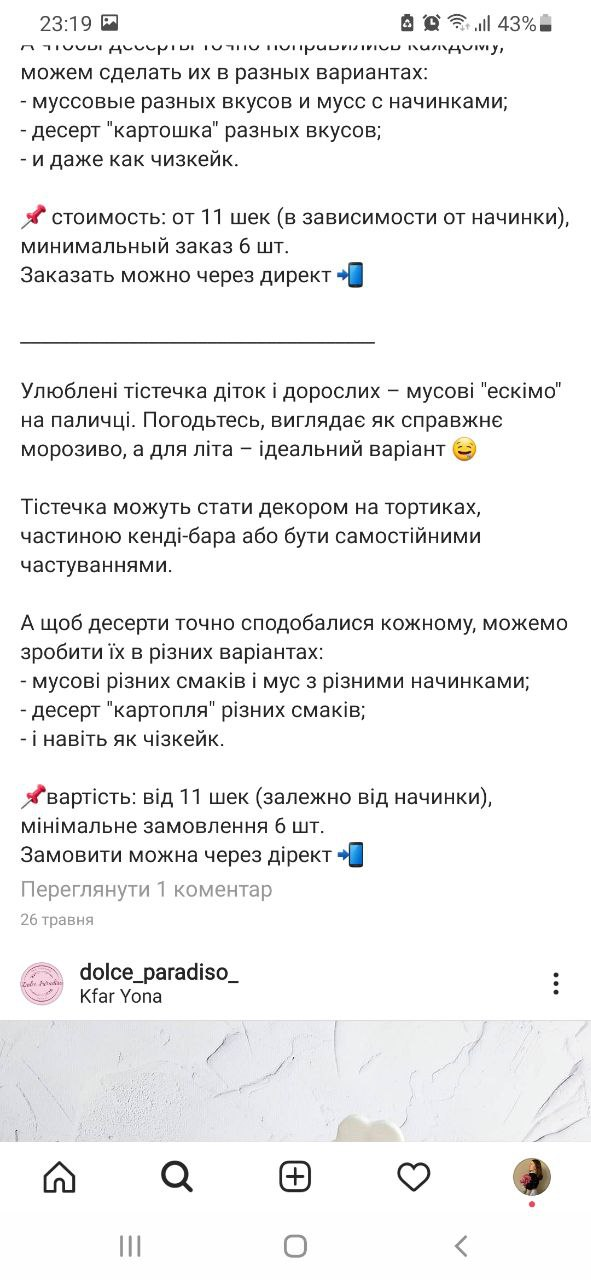 23:19
43%
А чтобы десерты точно понравились каждому,
можем сделать их в разных вариантах:
- муссовые разных вкусов и мусс с начинками;
- десерт "картошка" разных вкусов;
- и даже как чизкейк.
📌 стоимость: от 11 шек (в зависимости от начинки),
минимальный заказ 6 шт.
Заказать можно через директ 📲
Улюблені тістечка діток і дорослих – мусові "ескімо"
на паличці. Погодьтесь, виглядає як справжнє
морозиво, а для літа – ідеальний варіант 🤤
Тістечка можуть стати декором на тортиках,
частиною кенді-бара або бути самостійними
частуваннями.
А щоб десерти точно сподобалися кожному, можемо
зробити їх в різних варіантах:
- мусові різних смаків і мус з різними начинками;
- десерт "картопля" різних смаків;
- і навіть як чізкейк.
📌вартість: від 11 шек (залежно від начинки),
мінімальне замовлення 6 шт.
Замовити можна через дірект 📲
Переглянути 1 коментар
26 травня
dolce_paradiso_
Kfar Yona